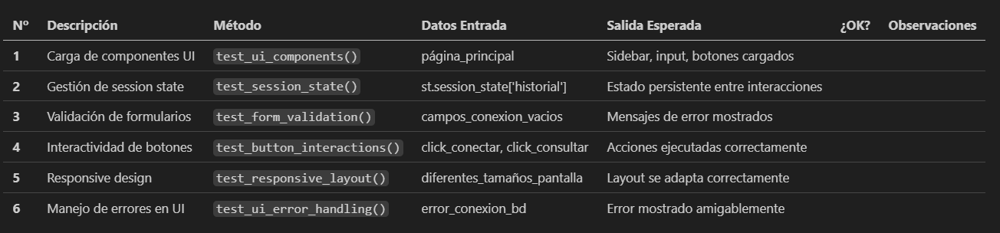 Nº Descripción Método Datos Entrada Salida Esperada ¿OK? Observaciones
1 Carga de componentes UI test_ui_components() página_principal Sidebar, input, botones cargados
2 Gestión de session state test_session_state() st.session_state['historial'] Estado persistente entre interacciones
3 Validación de formularios test_form_validation() campos_conexion_vacios Mensajes de error mostrados
4 Interactividad de botones test_button_interactions() click_conectar, click_consultar Acciones ejecutadas correctamente
5 Responsive design test_responsive_layout() diferentes_tamaños_pantalla Layout se adapta correctamente
6 Manejo de errores en UI test_ui_error_handling() error_conexion_bd Error mostrado amigablemente